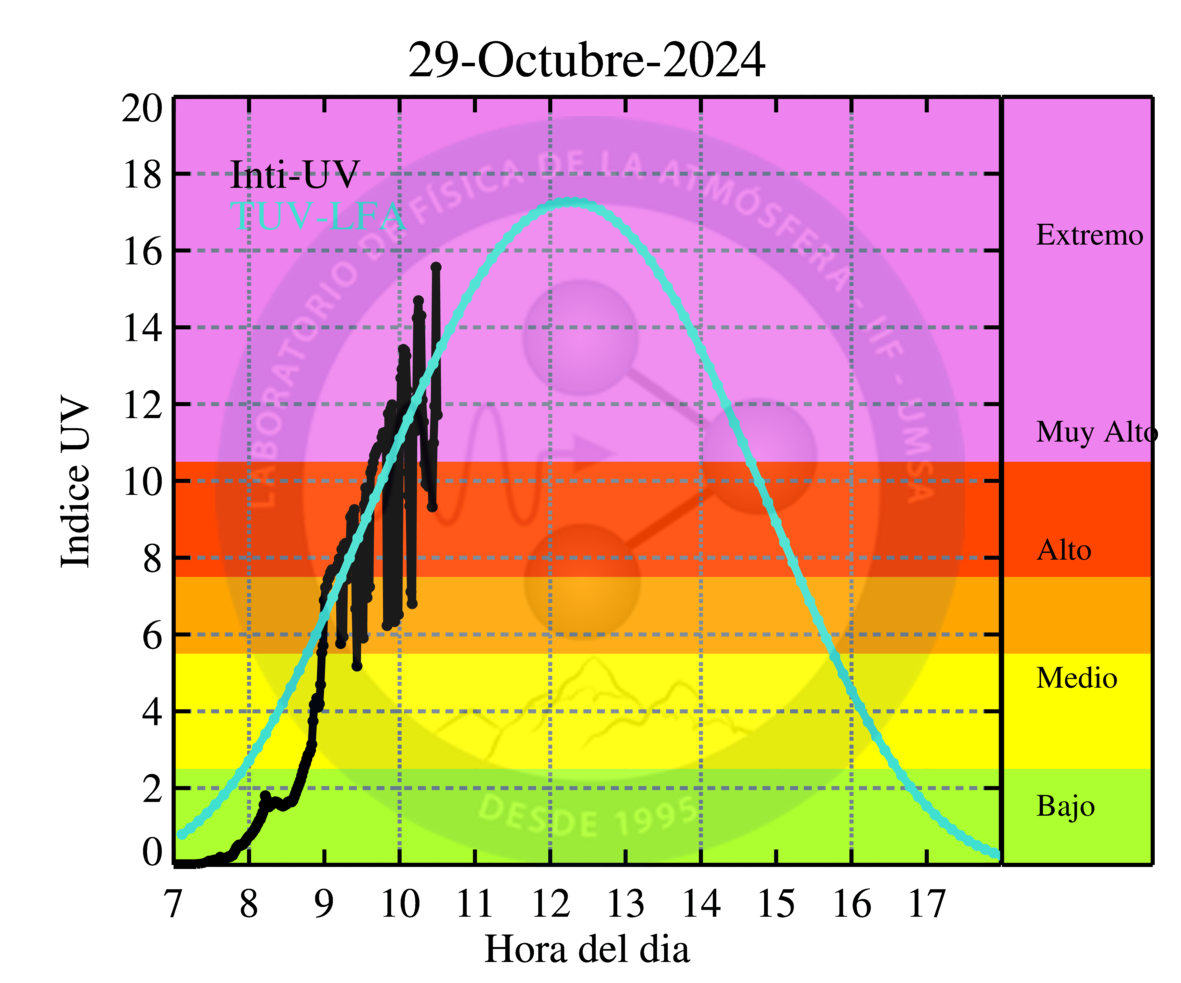 29-Octubre-2024
20
18
16
14
12
10
8
6
4
2
0
Indice UV
Inti-UV
TUV-LFA
LABORATORIO DE FÍSICA DE LA ATMÓSFERA - IIF - UMSA
DESDE 1995
Extremo
Muy Alto
Alto
Medio
Bajo
7 8 9 10 11 12 13 14 15 16 17
Hora del dia